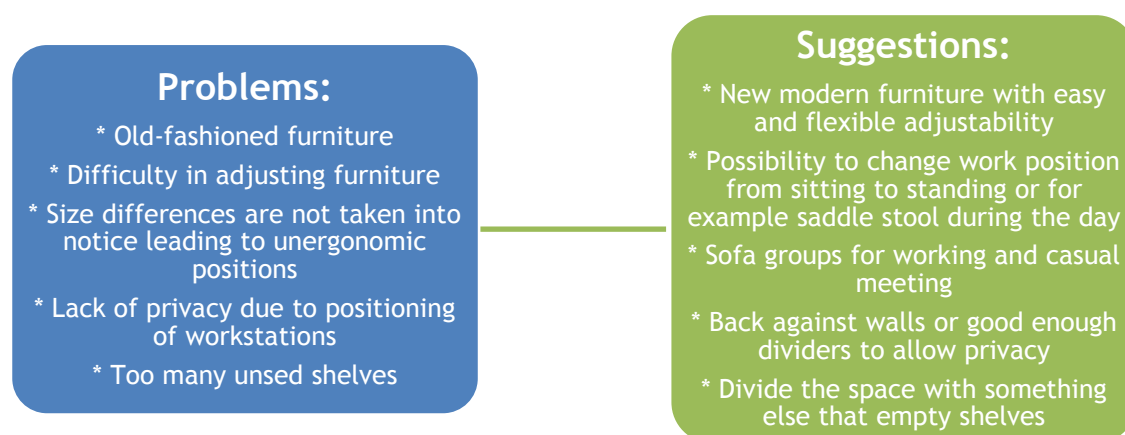 Problems:
* Old-fashioned furniture
* Difficulty in adjusting furniture
* Size differences are not taken into
notice leading to unergonomic
positions
* Lack of privacy due to positioning
of workstations
* Too many unsed shelves
Suggestions:
* New modern furniture with easy
and flexible adjustability
* Possibility to change work position
from sitting to standing or for
example saddle stool during the day
* Sofa groups for working and casual
meeting
* Back against walls or good enough
dividers to allow privacy
* Divide the space with something
else that empty shelves